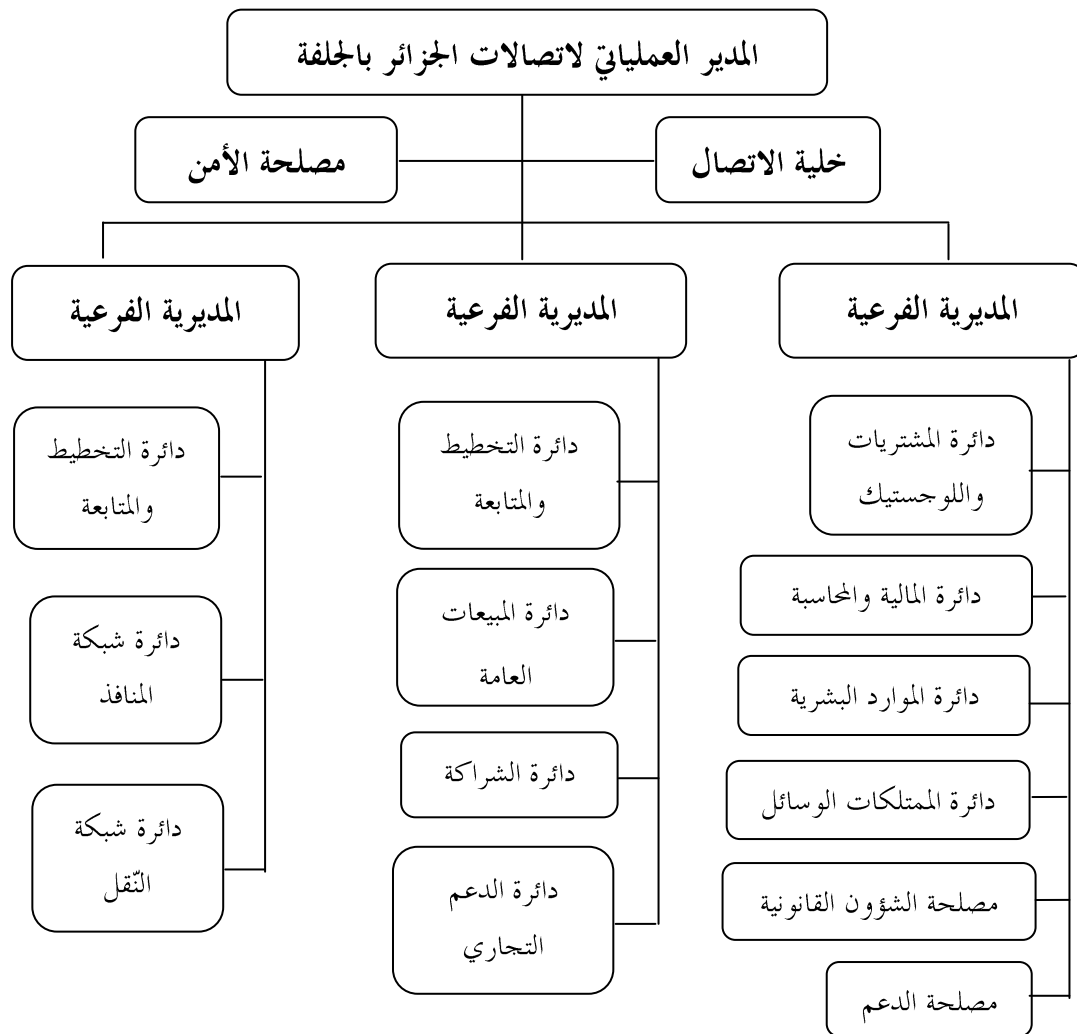 المدير العملياتي لاتصالات الجزائر بالجلفة
خلية الاتصال
مصلحة الأمن
المديرية الفرعية
المديرية الفرعية
المديرية الفرعية
دائرة المشتريات
واللوجستيك
دائرة المالية والمحاسبة
دائرة الموارد البشرية
دائرة الممتلكات الوسائل
مصلحة الشؤون القانونية
مصلحة الدعم
دائرة التخطيط
والمتابعة
دائرة المبيعات
العامة
دائرة الشراكة
دائرة الدعم
التجاري
دائرة التخطيط
والمتابعة
دائرة شبكة
المنافذ
دائرة شبكة
النّقل